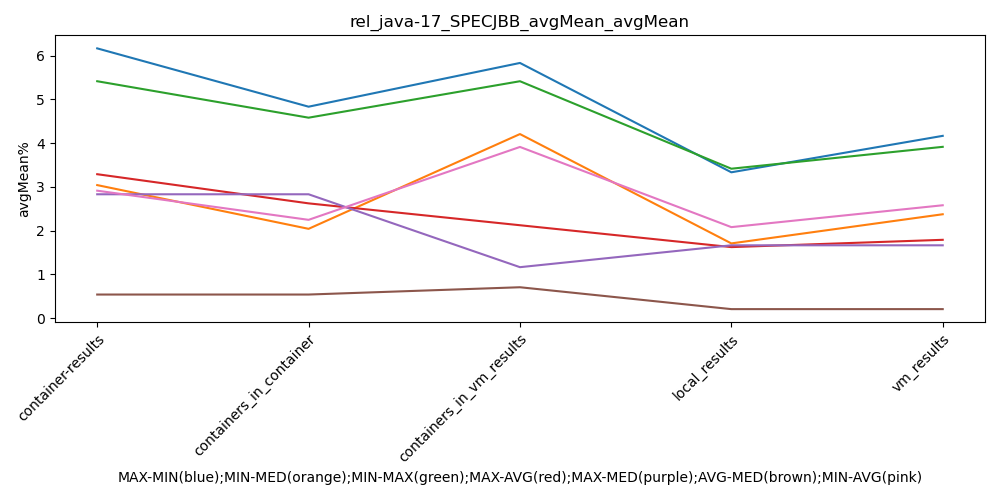 rel_java-17_SPECJBB_avgMean_avgMean
avgMean%
6
5
4
3
2
1
0
container-results
containers_in_container
containers_in_vm_results
local_results
vm_results
MAX-MIN(blue);MIN-MED(orange);MIN-MAX(green);MAX-AVG(red);MAX-MED(purple);AVG-MED(brown);MIN-AVG(pink)